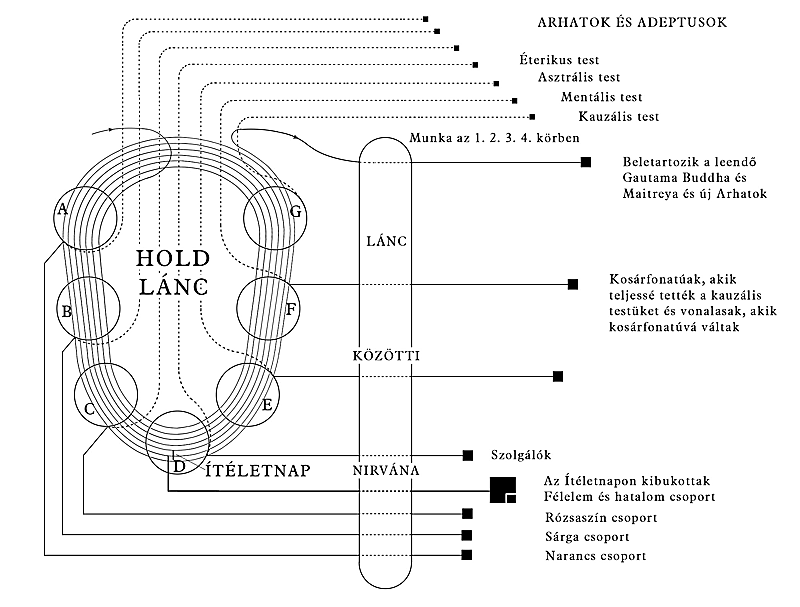 ARHATOK ÉS ADEPTUSOK
Éterikus test
Asztrális test
Mentális test
Kauzális test
Munka az 1. 2. 3. 4. körben
Beletartozik a leendő
Gautama Buddha és
Maitreya és új Arhatok
A
G
HOLD
LÁNC
LÁNC
B
F
Kosárfonatúak, akik
teljessé tették a kauzális
testüket és vonalasak, akik
kosárfonatúvá váltak
KÖZÖTTI
C
E
D
ÍTÉLETNAP
NIRVÁNA
Szolgálók
Az Ítéletnapon kibukottak
Félelem és hatalom csoport
Rózsaszín csoport
Sárga csoport
Narancs csoport